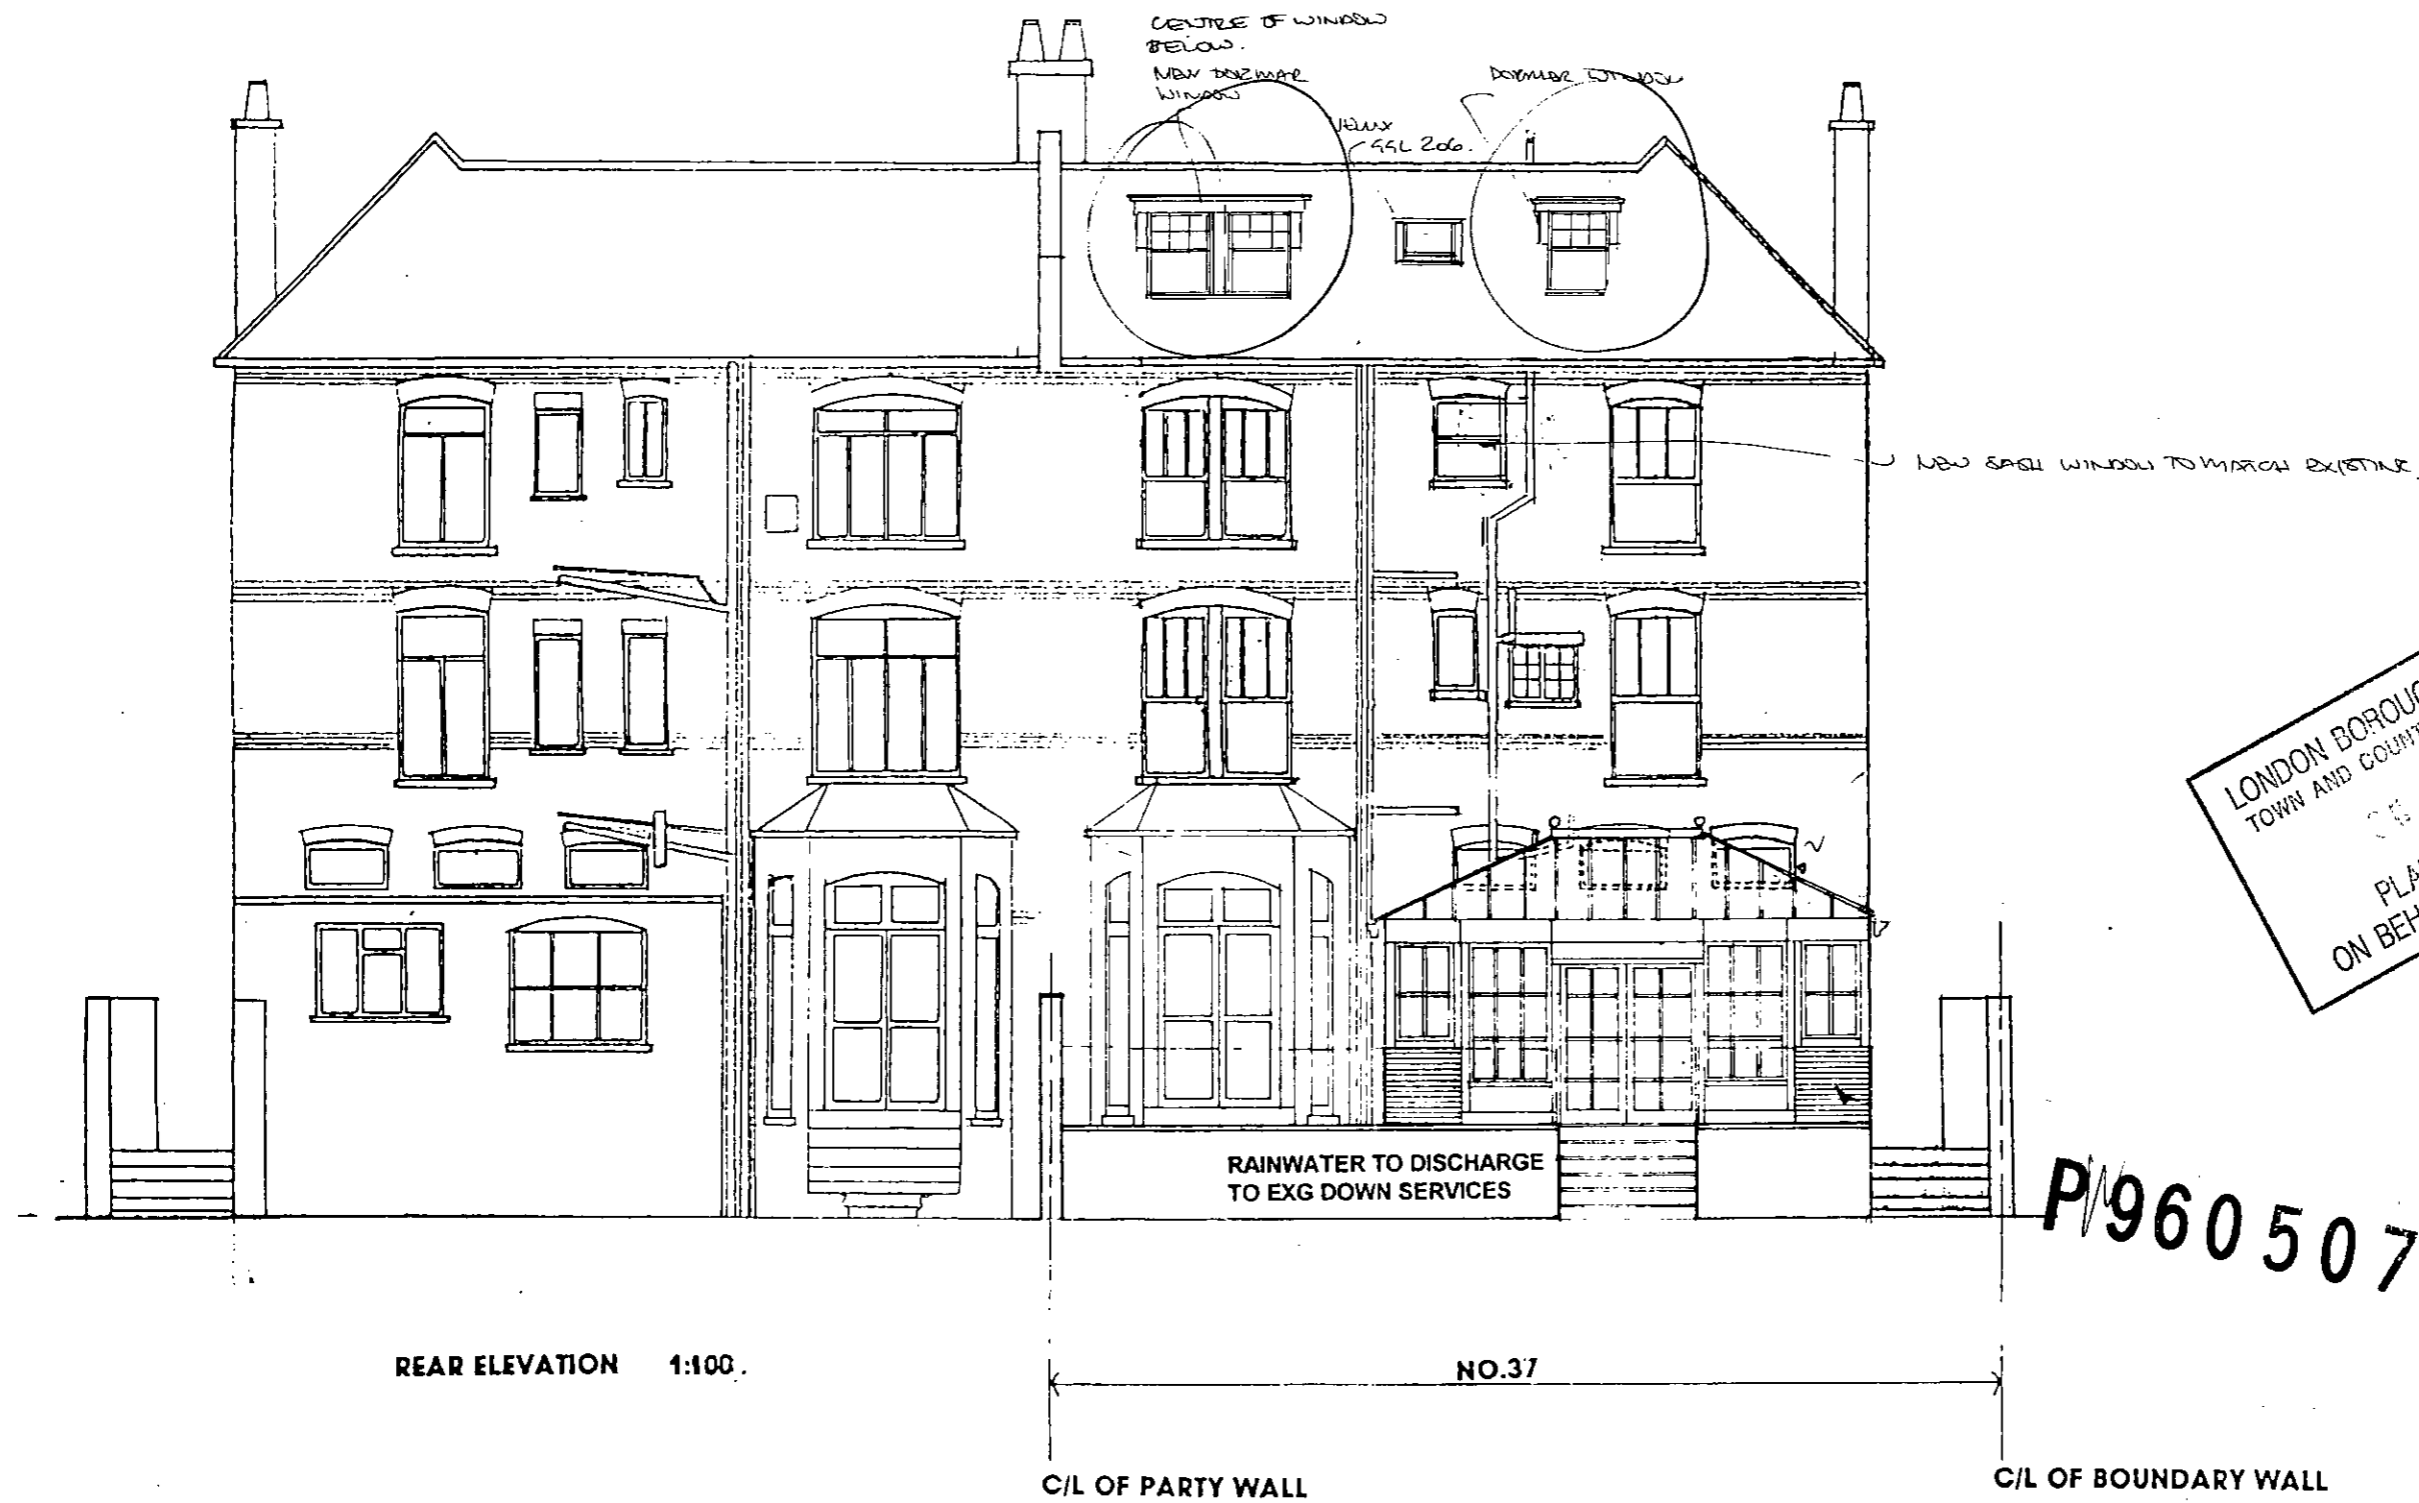 CENTRE OF WINDOW
BELOW.
NEW DORMAR
WINDOW
DORMAR WINDOW
VELUX
GGL 206.
NEW SASH WINDOW TO MATCH EXISTING
LONDON BOROUG
TOWN AND COUNT
PLA
ON BEH
RAINWATER TO DISCHARGE
TO EXG DOWN SERVICES
P9960507
REAR ELEVATION 1:100.
NO.37
C/L OF PARTY WALL
C/L OF BOUNDARY WALL